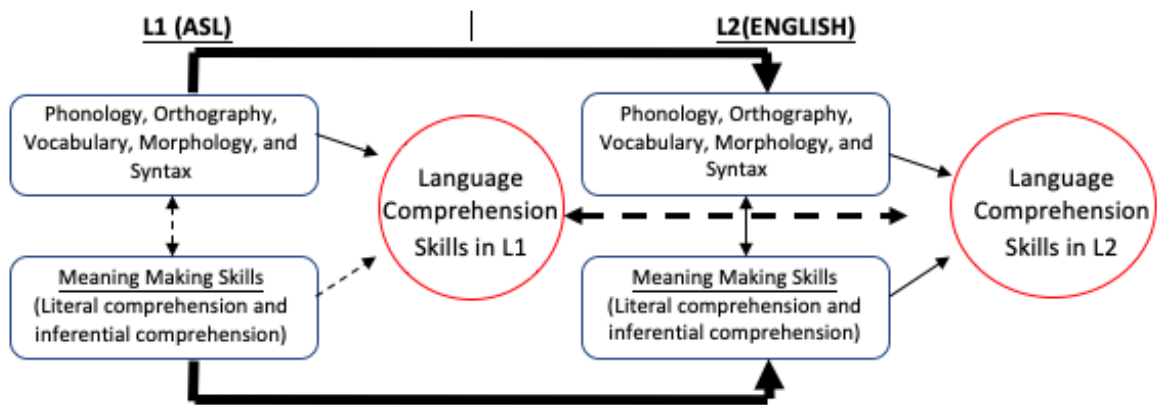 L1 (ASL)
L2(ENGLISH)
Phonology, Orthography,
Vocabulary, Morphology, and
Syntax
Language
Comprehension
Skills in L1
Phonology, Orthography,
Vocabulary, Morphology, and
Syntax
Language
Comprehension
Skills in L2
Meaning Making Skills
(Literal comprehension and
inferential comprehension)
Meaning Making Skills
(Literal comprehension and
inferential comprehension)